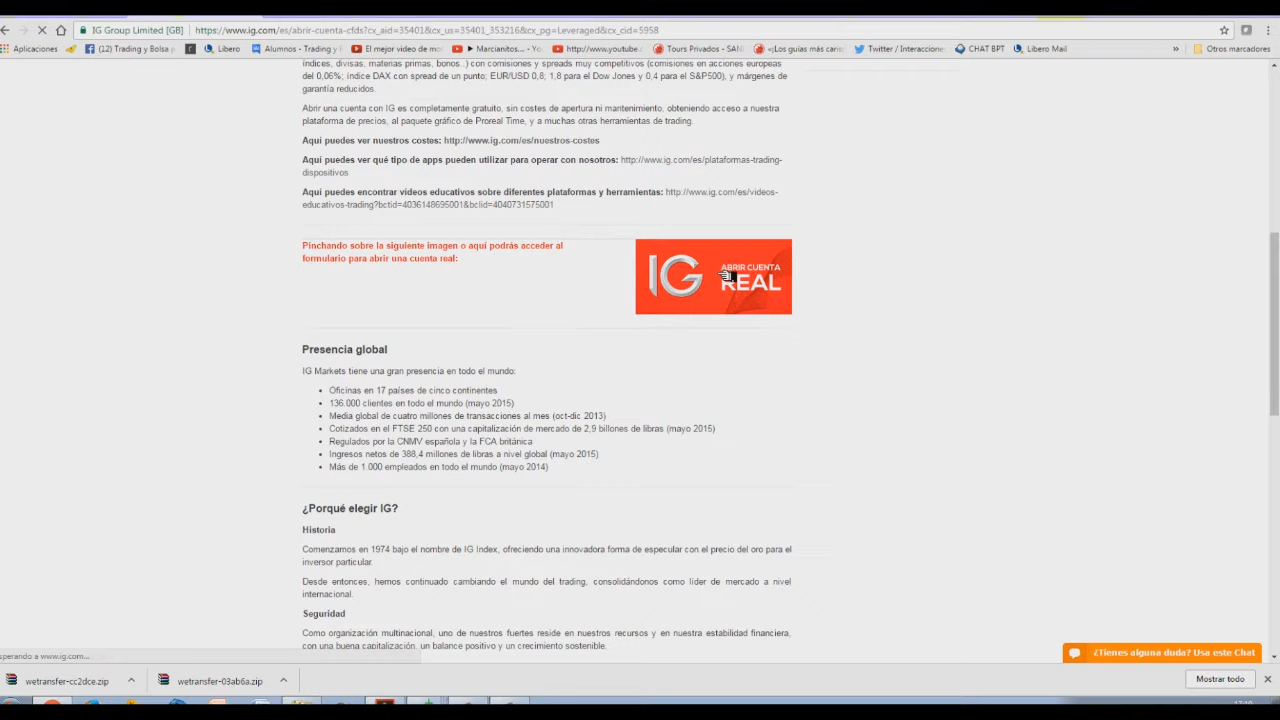 IG Group Limited [GB] https://www.ig.com/es/abrir-cuenta-cfds?cx_aid=35401&cx_us=35401_353216&cx_pg=Leveraged&cx_cid=5958
Aplicaciones (12) Trading y Bolsa Libero Alumnos - Trading y El mejor video de mo Marcianitos... - Yo http://www.youtube. Tours Privados - SAN «¡Los guías más can Twitter / Interaccione CHAT BPT Libero Mail » Otros marcadores
índices, divisas, materias primas, bonos..) con comisiones y spreads muy competitivos (comisiones en acciones europeas
del 0,06%; índice DAX con spread de un punto; EUR/USD 0,8; 1,8 para el Dow Jones y 0,4 para el S&P500), y márgenes de
garantía reducidos.
Abrir una cuenta con IG es completamente gratuito, sin costes de apertura ni mantenimiento, obteniendo acceso a nuestra
plataforma de precios, al paquete gráfico de Proreal Time, y a muchas otras herramientas de trading.
Aquí puedes ver nuestros costes: http://www.ig.com/es/nuestros-costes
Aquí puedes ver qué tipo de apps pueden utilizar para operar con nosotros: http://www.ig.com/es/plataformas-trading-
dispositivos
Aquí puedes encontrar videos educativos sobre diferentes plataformas y herramientas: http://www.ig.com/es/videos-
educativos-trading?bctid=4036148695001&bclid=4040731575001
Pinchando sobre la siguiente imagen o aquí podrás acceder al
formulario para abrir una cuenta real:
IG ABRIR CUENTA
REAL
Presencia global
IG Markets tiene una gran presencia en todo el mundo:
• Oficinas en 17 países de cinco continentes
• 136.000 clientes en todo el mundo (mayo 2015)
• Media global de cuatro millones de transacciones al mes (oct-dic 2013)
• Cotizados en el FTSE 250 con una capitalización de mercado de 2,9 billones de libras (mayo 2015)
• Regulados por la CNMV española y la FCA británica
• Ingresos netos de 388,4 millones de libras a nivel global (mayo 2015)
• Más de 1.000 empleados en todo el mundo (mayo 2014)
¿Porqué elegir IG?
Historia
Comenzamos en 1974 bajo el nombre de IG Index, ofreciendo una innovadora forma de especular con el precio del oro para el
inversor particular.
Desde entonces, hemos continuado cambiando el mundo del trading, consolidándonos como líder de mercado a nivel
internacional.
Seguridad
Como organización multinacional, uno de nuestros fuertes reside en nuestros recursos y en nuestra estabilidad financiera,
con una buena capitalización, un balance positivo y un crecimiento sostenible.
¿Tienes alguna duda? Usa este Chat
sperando a www.ig.com...
wetransfer-cc2dce.zip wetransfer-03ab6a.zip Mostrar todo